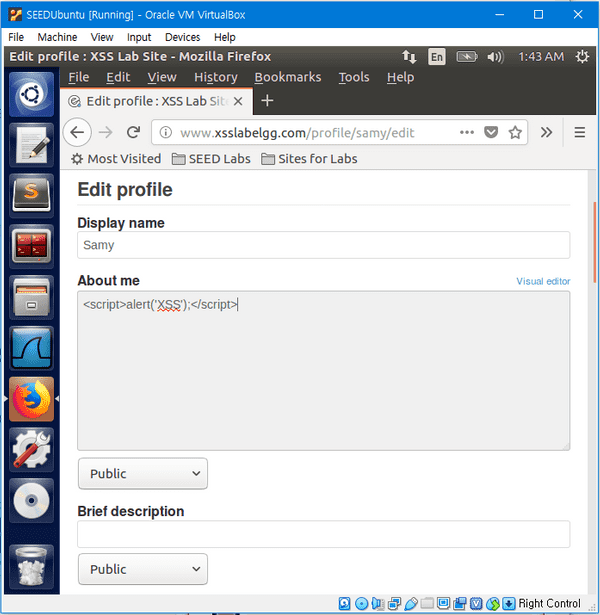 SEEDUbuntu [Running] - Oracle VM VirtualBox
File Machine View Input Devices Help
Edit profile : XSS Lab Site - Mozilla Firefox En 1:43 AM
File Edit View History Bookmarks Tools Help
Edit profile : XSS Lab Sit
www.xsslabelgg.com/profile/samy/edit
Most Visited SEED Labs Sites for Labs
Edit profile
Display name
Samy
About me Visual editor
<script>alert('XSS');</script>
Public
Brief description
Public
Right Control